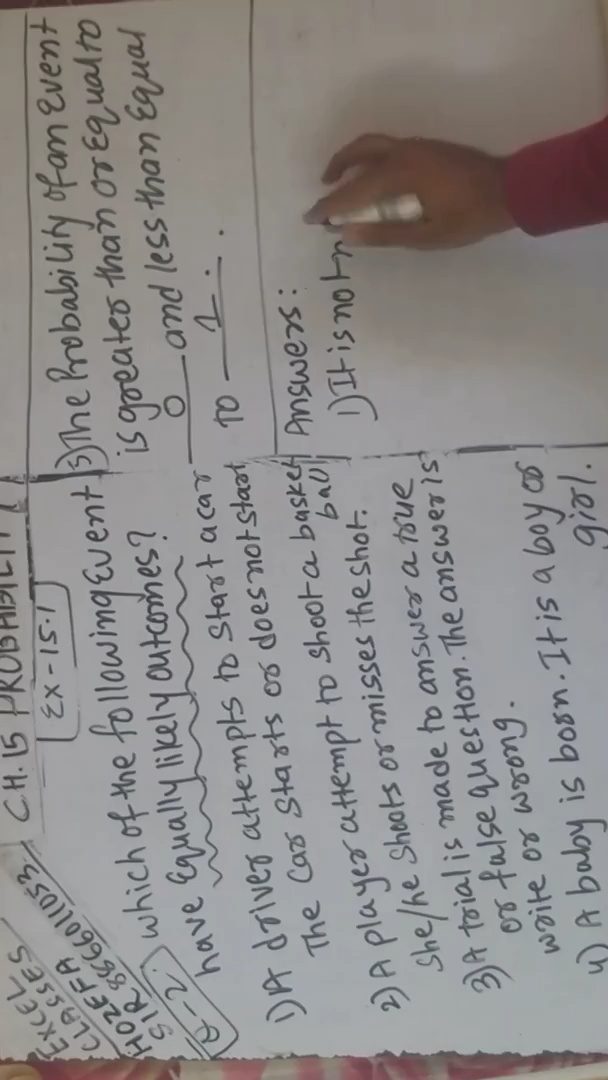 EXCEL
CLASSES
HOZEFA
SIR
CH. 15 PROBABILITY
EX-15.1
Q-2. which of the following Event
have Equally likely outcomes?
1) A driver attempts to start a car
The car starts or does not start
2) A player attempt to shoot a basket
ball
She/he shoots or misses the shot.
3) A trial is made to answer a true
or false question. The answer is
write or wrong.
4) A baby is born. It is a boy or
girl.
3) The Probability of an Event
is greater than or equal to
0 and less than Equal
to 1.
Answers:
1) It is not